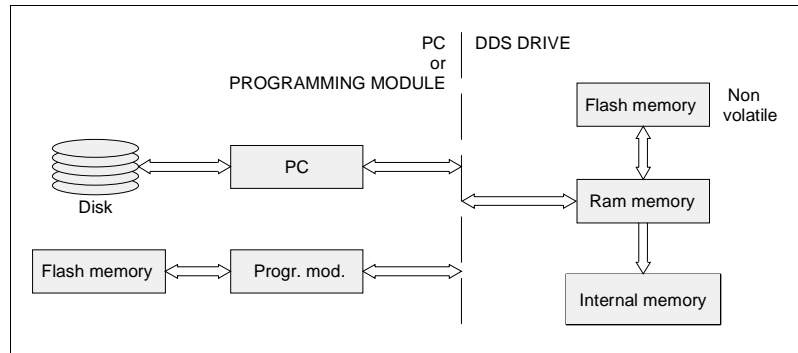 PC
or
PROGRAMMING MODULE
DDS DRIVE
Flash memory
Non
volatile
PC
Disk
Ram memory
Flash memory
Progr. mod.
Internal memory